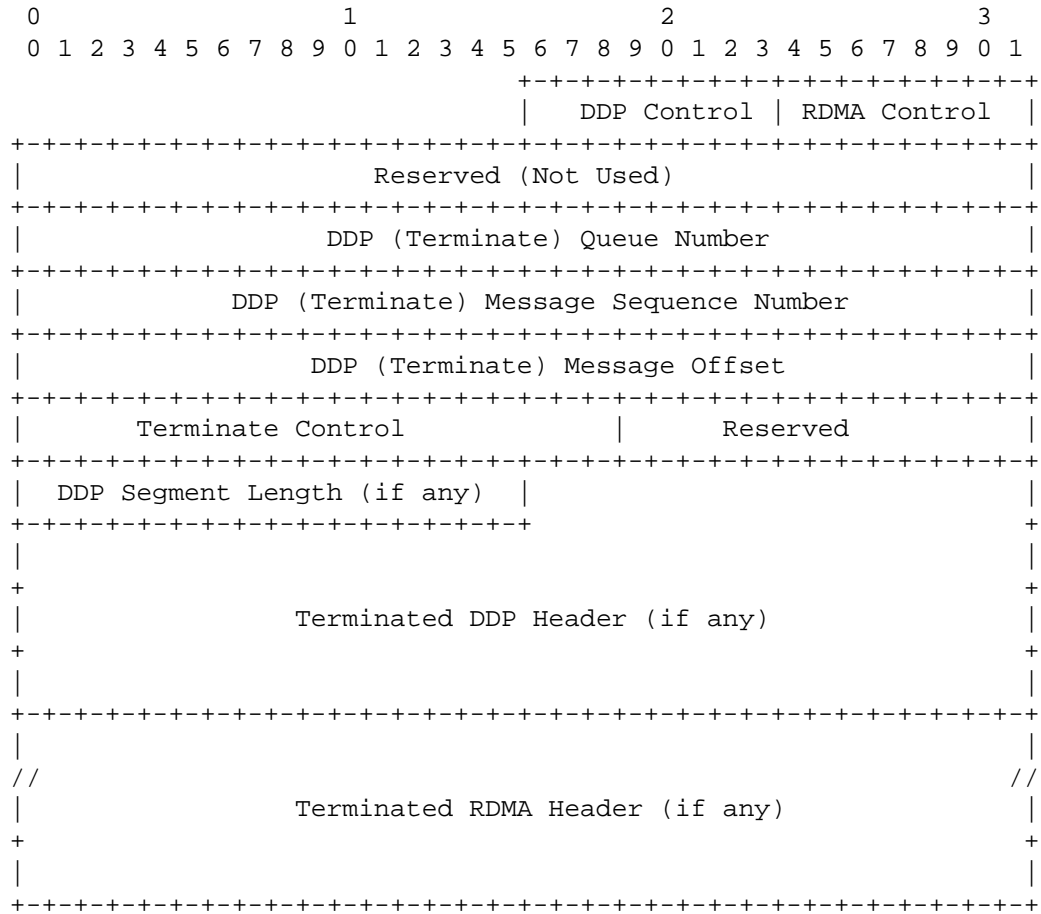 0                   1                   2                   3
 0 1 2 3 4 5 6 7 8 9 0 1 2 3 4 5 6 7 8 9 0 1 2 3 4 5 6 7 8 9 0 1
                                +-+-+-+-+-+-+-+-+-+-+-+-+-+-+-+-+
                                |   DDP Control | RDMA Control  |
+-+-+-+-+-+-+-+-+-+-+-+-+-+-+-+-+-+-+-+-+-+-+-+-+-+-+-+-+-+-+-+-+
|                      Reserved (Not Used)                      |
+-+-+-+-+-+-+-+-+-+-+-+-+-+-+-+-+-+-+-+-+-+-+-+-+-+-+-+-+-+-+-+-+
|                   DDP (Terminate) Queue Number                |
+-+-+-+-+-+-+-+-+-+-+-+-+-+-+-+-+-+-+-+-+-+-+-+-+-+-+-+-+-+-+-+-+
|             DDP (Terminate) Message Sequence Number           |
+-+-+-+-+-+-+-+-+-+-+-+-+-+-+-+-+-+-+-+-+-+-+-+-+-+-+-+-+-+-+-+-+
|                  DDP (Terminate) Message Offset               |
+-+-+-+-+-+-+-+-+-+-+-+-+-+-+-+-+-+-+-+-+-+-+-+-+-+-+-+-+-+-+-+-+
|       Terminate Control             |      Reserved           |
+-+-+-+-+-+-+-+-+-+-+-+-+-+-+-+-+-+-+-+-+-+-+-+-+-+-+-+-+-+-+-+-+
|  DDP Segment Length (if any)  |                               |
+-+-+-+-+-+-+-+-+-+-+-+-+-+-+-+-+                               +
|                                                               |
+                                                               +
|                 Terminated DDP Header (if any)                |
+                                                               +
|                                                               |
+-+-+-+-+-+-+-+-+-+-+-+-+-+-+-+-+-+-+-+-+-+-+-+-+-+-+-+-+-+-+-+-+
|                                                               |
//                                                             //
|                 Terminated RDMA Header (if any)               |
+                                                               +
|                                                               |
+-+-+-+-+-+-+-+-+-+-+-+-+-+-+-+-+-+-+-+-+-+-+-+-+-+-+-+-+-+-+-+-+